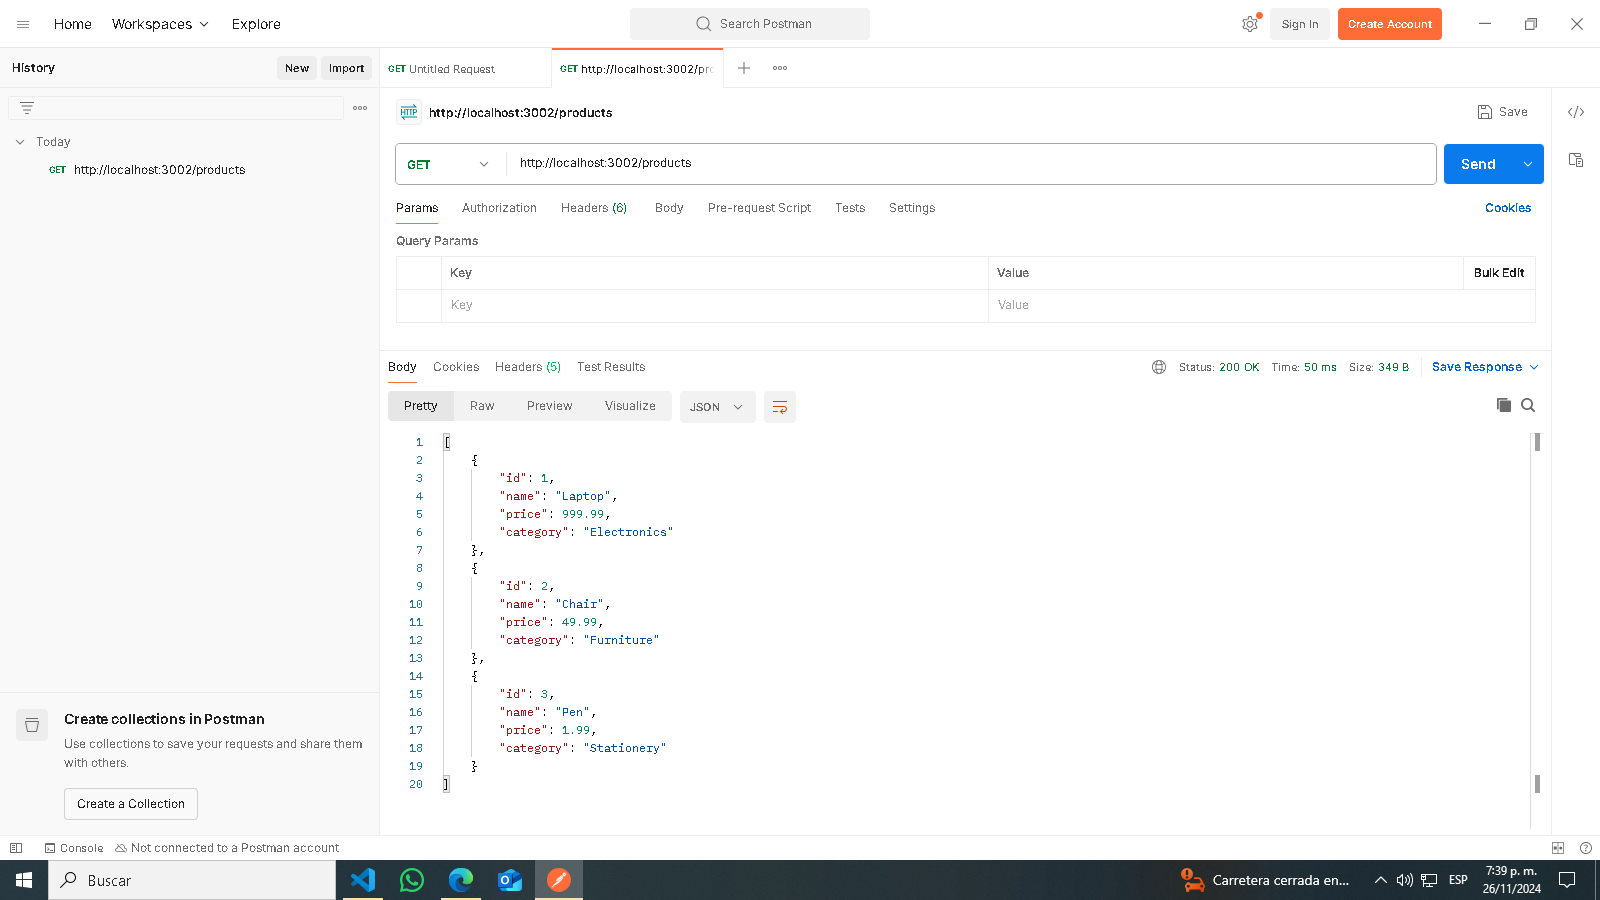 Home Workspaces Explore Search Postman Sign In Create Account
History New Import
GET Untitled Request GET http://localhost:3002/pr
HTTP http://localhost:3002/products Save
Today
GET http://localhost:3002/products
GET http://localhost:3002/products Send
Params Authorization Headers (6) Body Pre-request Script Tests Settings Cookies
Query Params
Key Value Bulk Edit
Key Value
Body Cookies Headers (5) Test Results Status: 200 OK Time: 50 ms Size: 349 B Save Response
Pretty Raw Preview Visualize JSON
1 [
2 {
3 "id": 1,
4 "name": "Laptop",
5 "price": 999.99,
6 "category": "Electronics"
7 },
8 {
9 "id": 2,
10 "name": "Chair",
11 "price": 49.99,
12 "category": "Furniture"
13 },
14 {
15 "id": 3,
16 "name": "Pen",
17 "price": 1.99,
18 "category": "Stationery"
19 }
20 ]
Create collections in Postman
Use collections to save your requests and share them
with others.
Create a Collection
Console Not connected to a Postman account
Buscar Carretera cerrada en... ESP 7:39 p. m.
26/11/2024